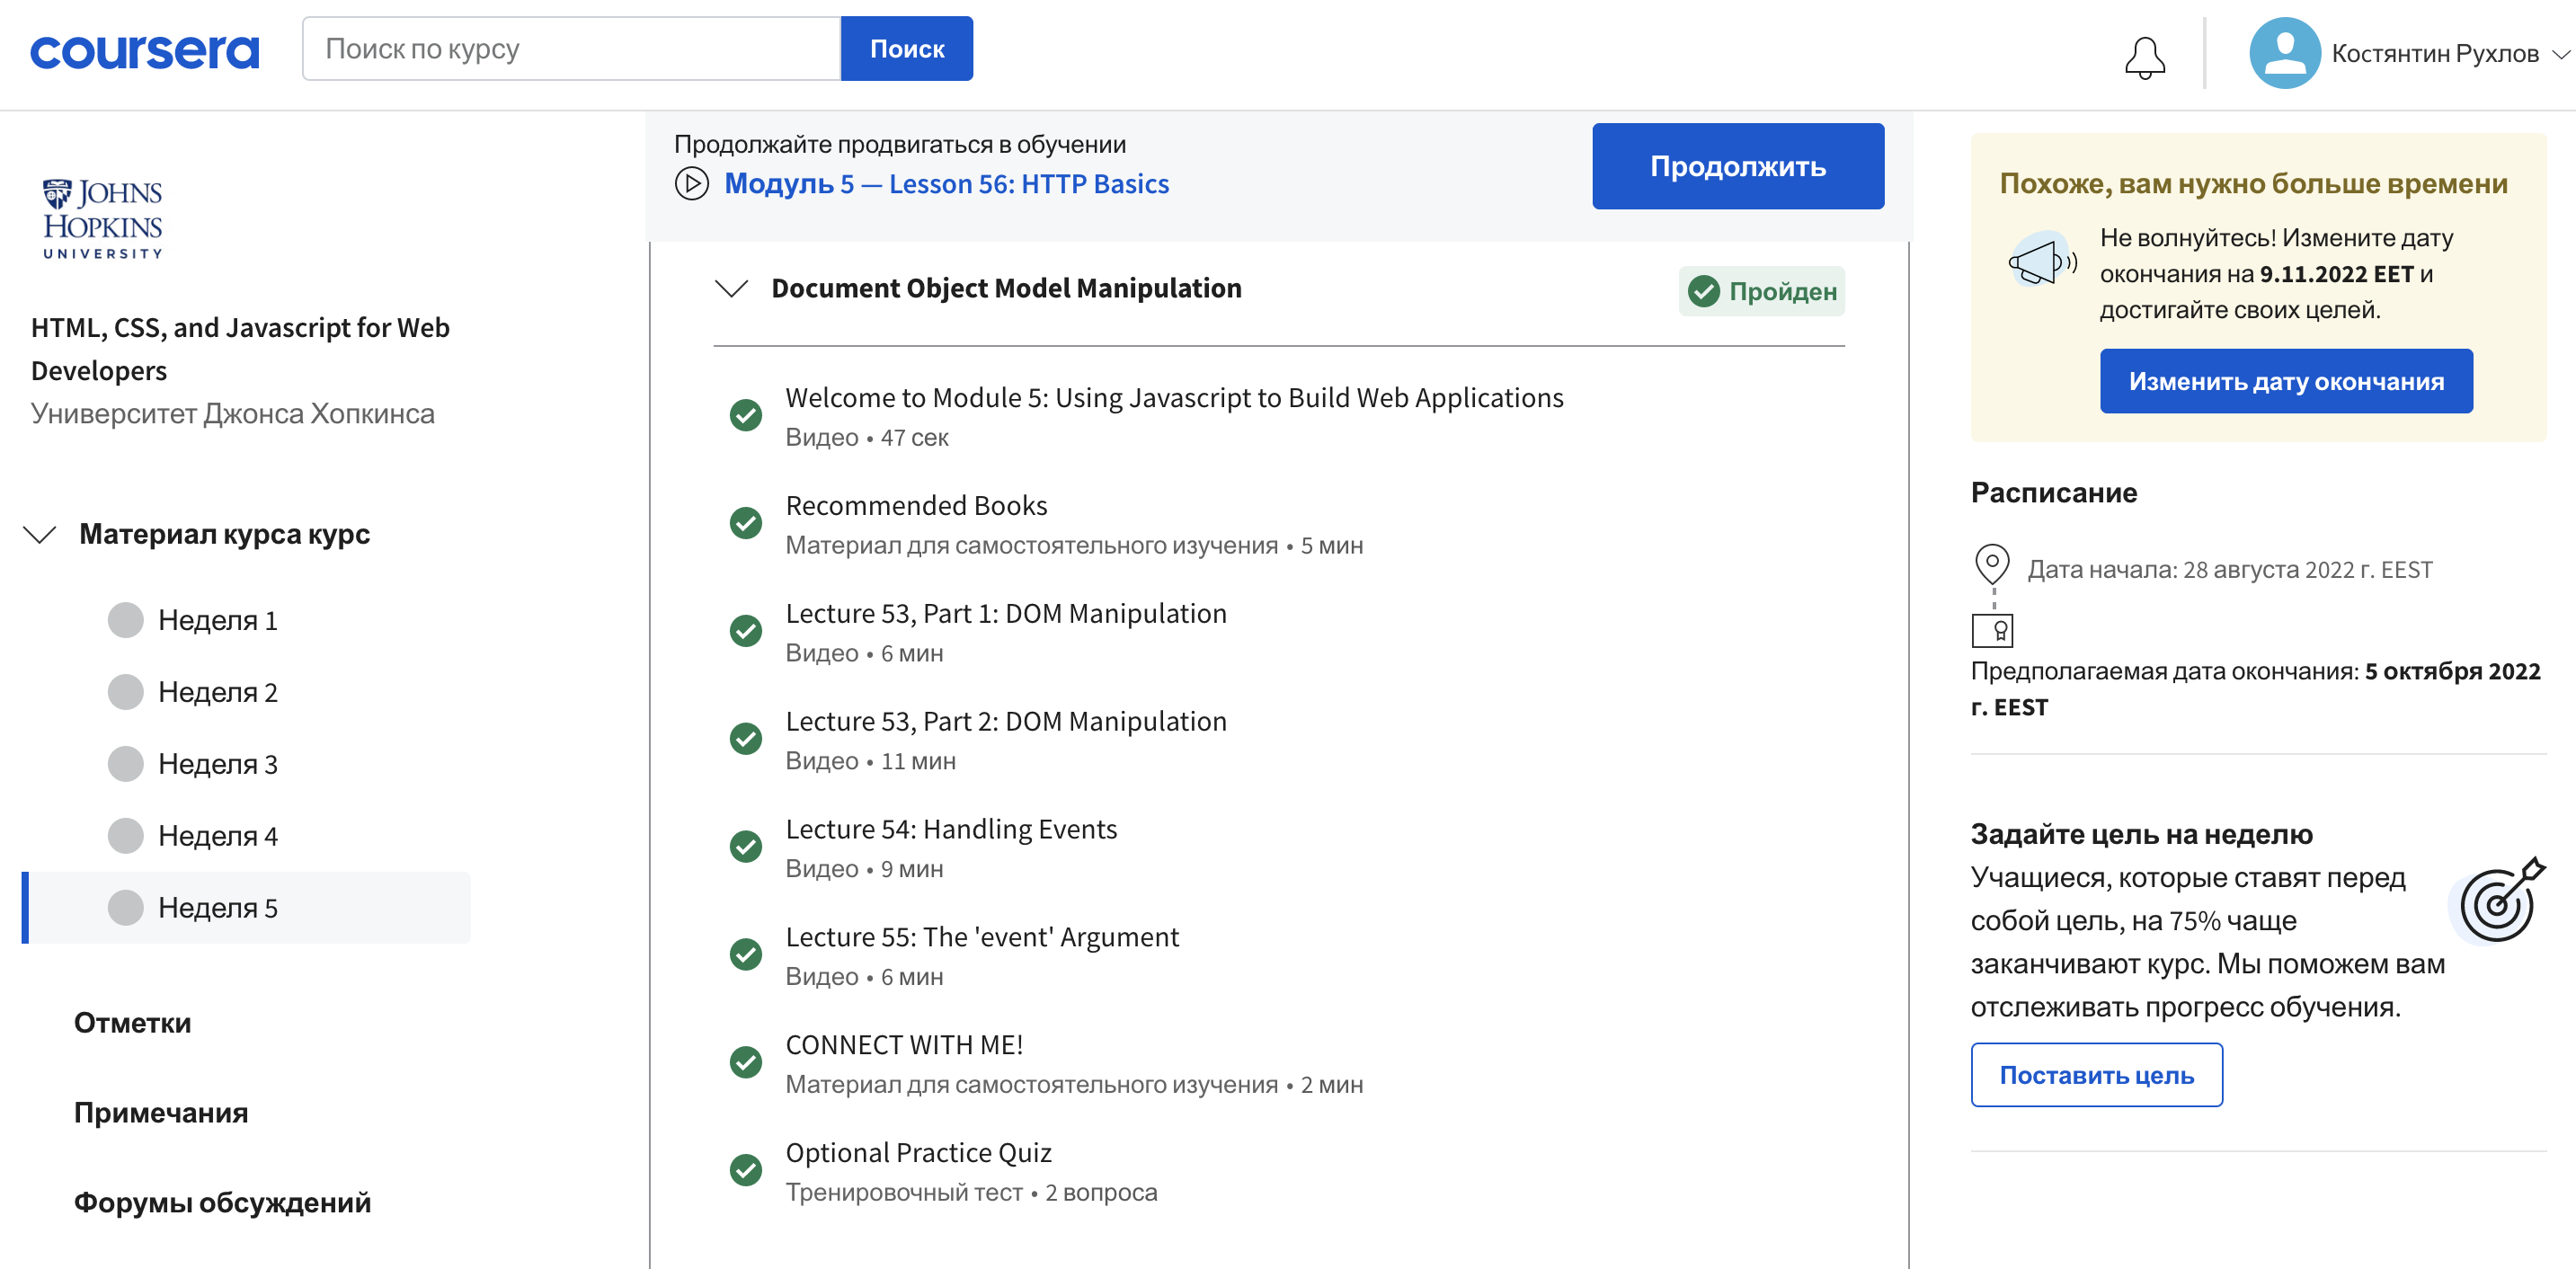 coursera
Поиск по курсу
Поиск
Костянтин Рухлов
JOHNS
HOPKINS
UNIVERSITY
HTML, CSS, and Javascript for Web
Developers
Университет Джонса Хопкинса
Материал курса курс
Неделя 1
Неделя 2
Неделя 3
Неделя 4
Неделя 5
Отметки
Примечания
Форумы обсуждений
Продолжайте продвигаться в обучении
Модуль 5 — Lesson 56: HTTP Basics
Продолжить
Document Object Model Manipulation
Пройден
Welcome to Module 5: Using Javascript to Build Web Applications
Видео • 47 сек
Recommended Books
Материал для самостоятельного изучения • 5 мин
Lecture 53, Part 1: DOM Manipulation
Видео • 6 мин
Lecture 53, Part 2: DOM Manipulation
Видео • 11 мин
Lecture 54: Handling Events
Видео • 9 мин
Lecture 55: The 'event' Argument
Видео • 6 мин
CONNECT WITH ME!
Материал для самостоятельного изучения • 2 мин
Optional Practice Quiz
Тренировочный тест • 2 вопроса
Похоже, вам нужно больше времени
Не волнуйтесь! Измените дату
окончания на 9.11.2022 EET и
достигайте своих целей.
Изменить дату окончания
Расписание
Дата начала: 28 августа 2022 г. EEST
Предполагаемая дата окончания: 5 октября 2022
г. EEST
Задайте цель на неделю
Учащиеся, которые ставят перед
собой цель, на 75% чаще
заканчивают курс. Мы поможем вам
отслеживать прогресс обучения.
Поставить цель